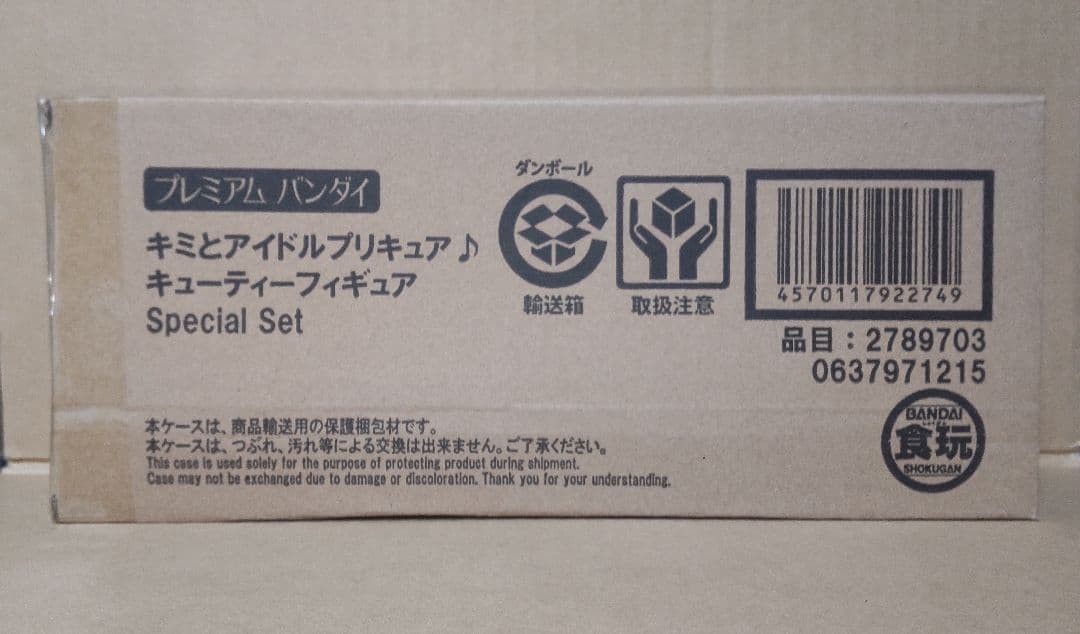 プレミアム バンダイ
キミとアイドルプリキュア♪
キューティーフィギュア
Special Set
ダンボール
輸送箱
取扱注意
4570117922749
品目：2789703
0637971215
本ケースは、商品輸送用の保護梱包材です。
本ケースは、つぶれ、汚れ等による交換は出来ません。ご了承ください。
This case is used solely for the purpose of protecting product during shipment.
Case may not be exchanged due to damage or discoloration. Thank you for your understanding.
BANDAI
食玩
SHOKUGAN